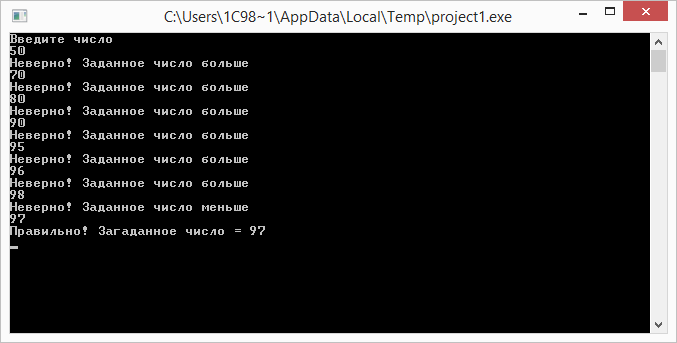 C:\Users\1C98~1\AppData\Local\Temp\project1.exe
Введите число
50
Неверно! Заданное число больше
70
Неверно! Заданное число больше
80
Неверно! Заданное число больше
90
Неверно! Заданное число больше
95
Неверно! Заданное число больше
96
Неверно! Заданное число больше
98
Неверно! Заданное число меньше
97
Правильно! Загаданное число = 97